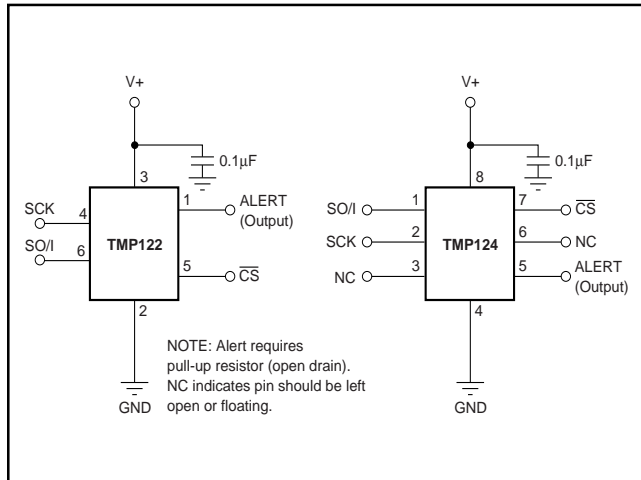 V+
0.1µF
3
SCK
4
1
ALERT
(Output)
TMP122
SO/I
6
5
CS
2
NOTE: Alert requires
pull-up resistor (open drain).
NC indicates pin should be left
open or floating.
GND
V+
0.1µF
8
SO/I
1
7
CS
SCK
2
TMP124
6
NC
NC
3
5
ALERT
(Output)
4
GND